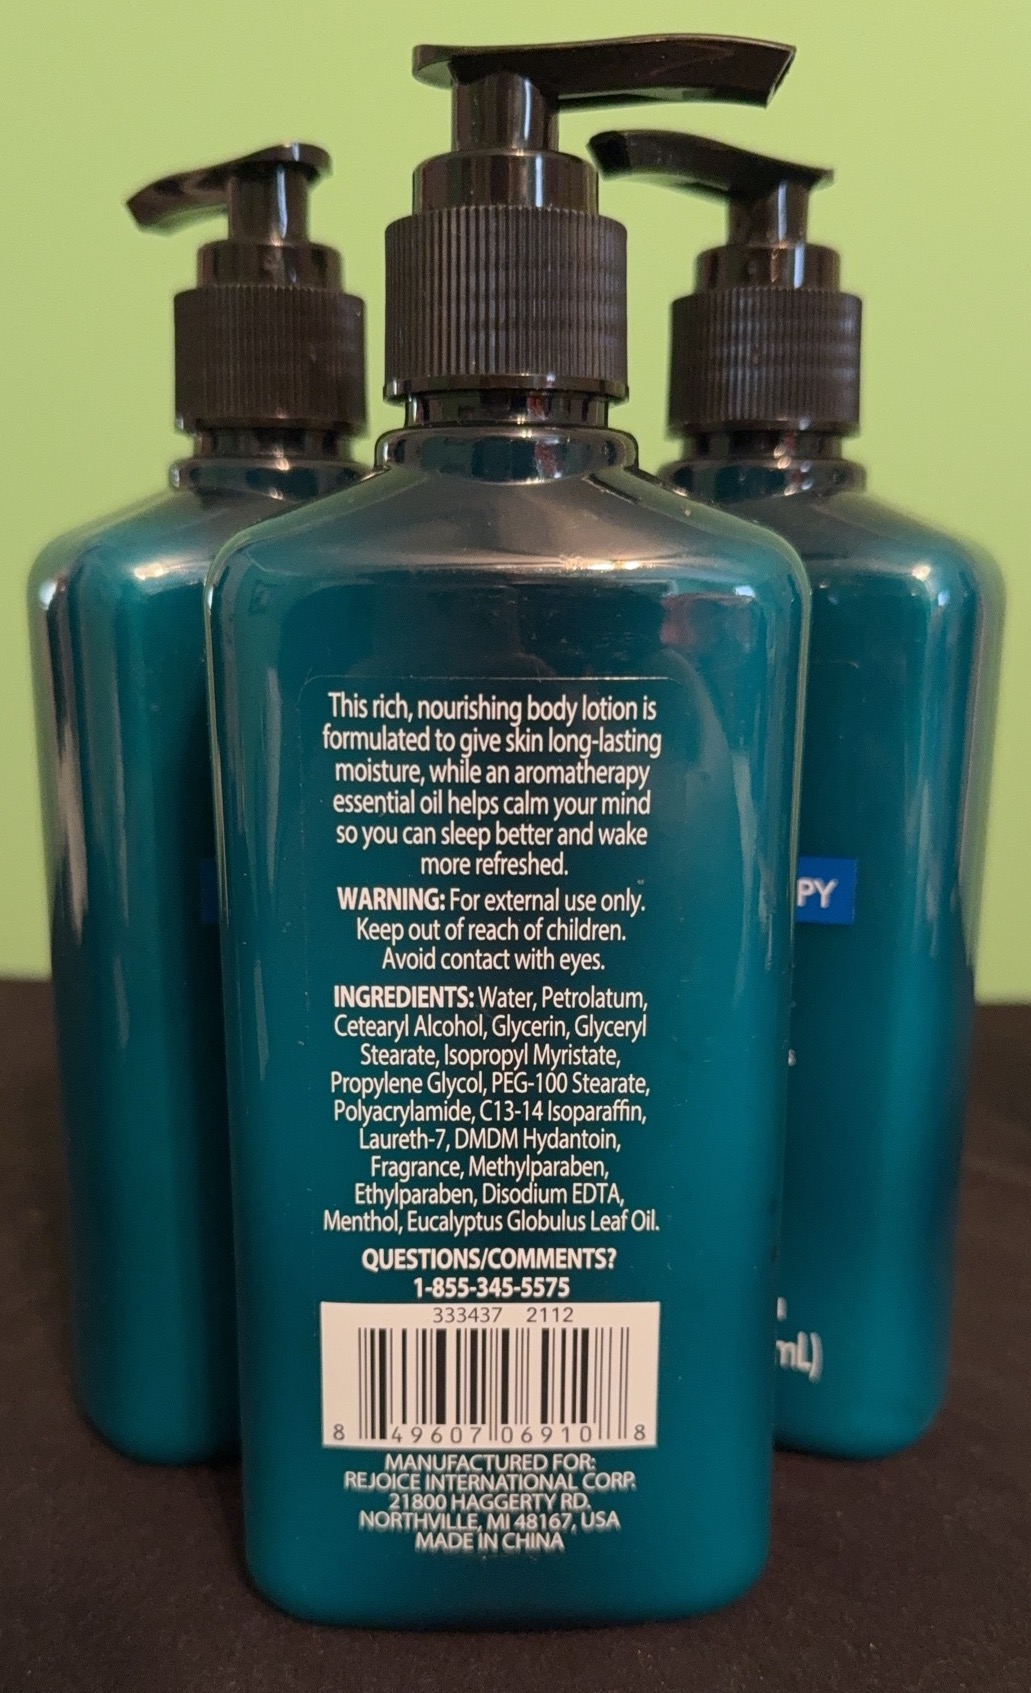 This rich, nourishing body lotion is
formulated to give skin long-lasting
moisture, while an aromatherapy
essential oil helps calm your mind
so you can sleep better and wake
more refreshed.
WARNING: For external use only.
Keep out of reach of children.
Avoid contact with eyes.
INGREDIENTS: Water, Petrolatum,
Cetearyl Alcohol, Glycerin, Glyceryl
Stearate, Isopropyl Myristate,
Propylene Glycol, PEG-100 Stearate,
Polyacrylamide, C13-14 Isoparaffin,
Laureth-7, DMDM Hydantoin,
Fragrance, Methylparaben,
Ethylparaben, Disodium EDTA,
Menthol, Eucalyptus Globulus Leaf Oil.
QUESTIONS/COMMENTS?
1-855-345-5575
333437 2112
8 49607 06910 8
MANUFACTURED FOR:
REJOICE INTERNATIONAL CORP.
21800 HAGGERTY RD.
NORTHVILLE, MI 48167, USA
MADE IN CHINA
PY
mL)